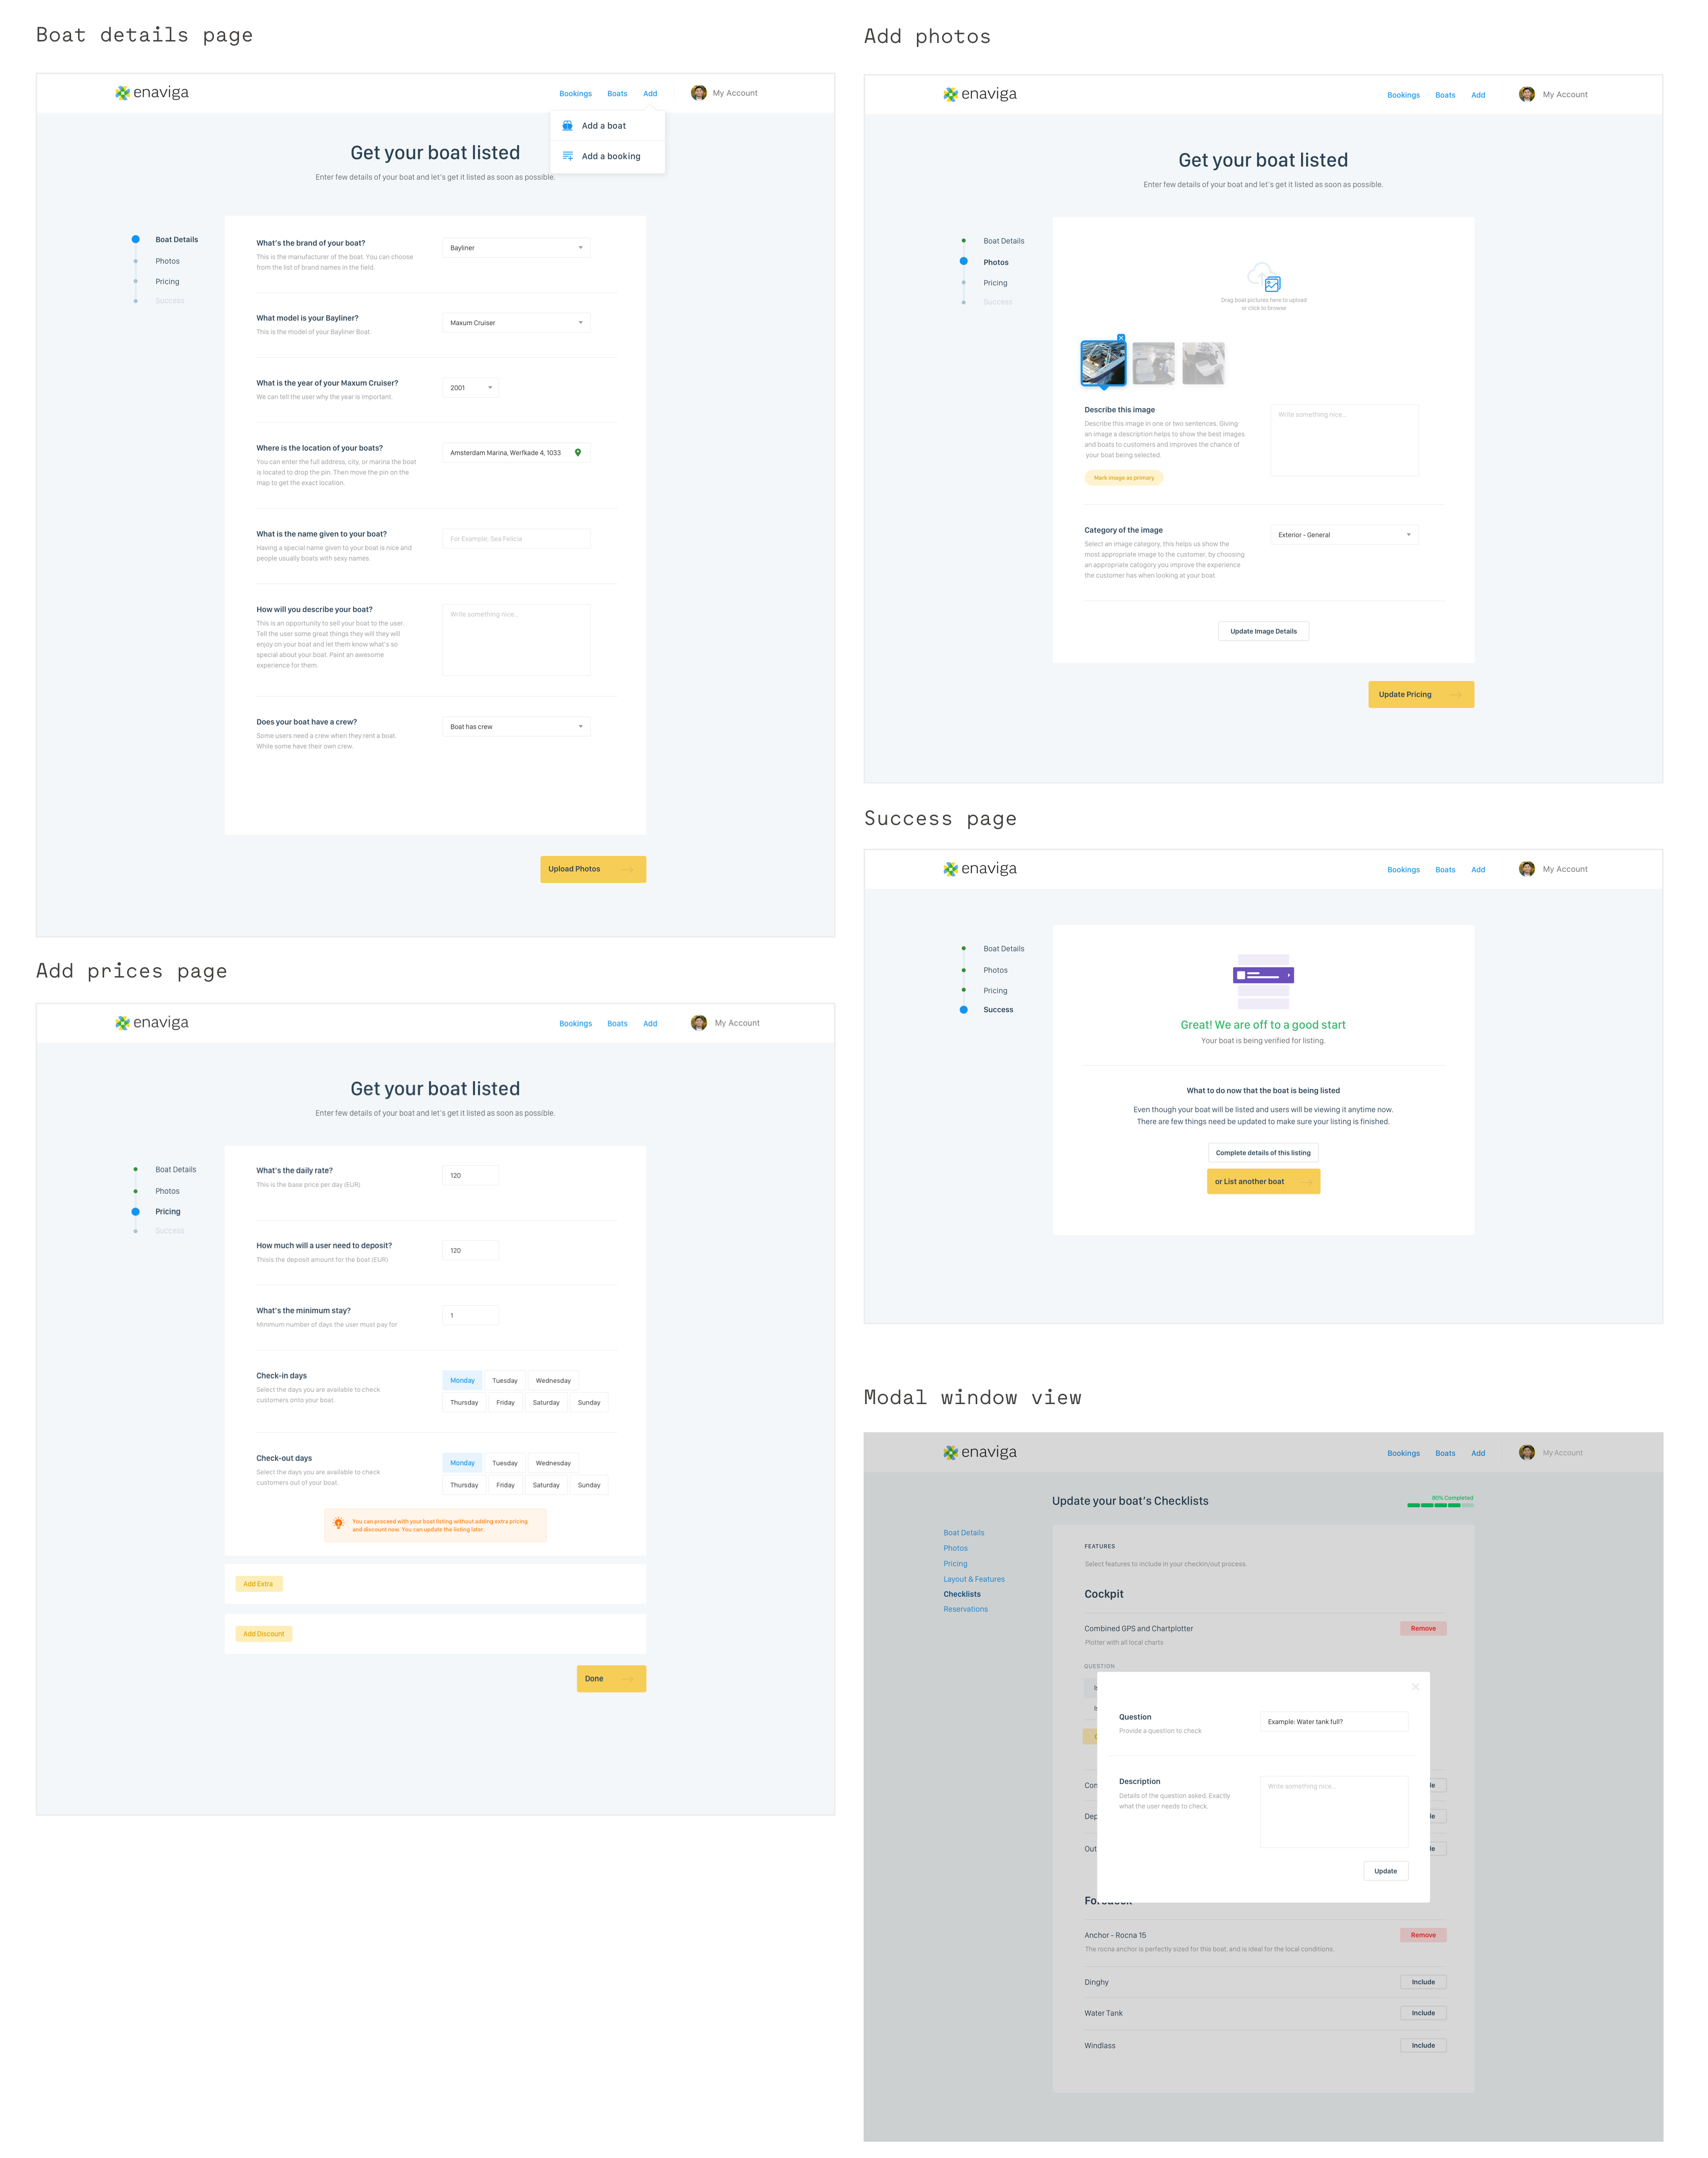 Boat details page
enaviga
Bookings Boats Add My Account
Add a boat
Add a booking
Get your boat listed
Enter few details of your boat and let's get it listed as soon as possible.
Boat Details
Photos
Pricing
Success
What's the brand of your boat?
This is the manufacturer of the boat. You can choose
from the list of brand names in the field.
Bayliner
What model is your Bayliner?
This is the model of your Bayliner Boat.
Maxum Cruiser
What is the year of your Maxum Cruiser?
We can tell the user why the year is important.
2001
Where is the location of your boats?
You can enter the full address, city, or marina the boat
is located to drop the pin. Then move the pin on the
map to get the exact location.
Amsterdam Marina, Werfkade 4, 1033
What is the name given to your boat?
Having a special name given to your boat is nice and
people usually boats with sexy names.
For Example; Sea Felicia
How will you describe your boat?
This is an opportunity to sell your boat to the user.
Tell the user some great things they will they will
enjoy on your boat and let them know what's so
special about your boat. Paint an awesome
experience for them.
Write something nice...
Does your boat have a crew?
Some users need a crew when they rent a boat.
While some have their own crew.
Boat has crew
Upload Photos
Add prices page
enaviga
Bookings Boats Add My Account
Get your boat listed
Enter few details of your boat and let's get it listed as soon as possible.
Boat Details
Photos
Pricing
Success
What's the daily rate?
This is the base price per day (EUR)
120
How much will a user need to deposit?
Thisis the deposit amount for the boat (EUR)
120
What's the minimum stay?
Minimum number of days the user must pay for
1
Check-in days
Select the days you are available to check
customers onto your boat.
Monday Tuesday Wednesday
Thursday Friday Saturday Sunday
Check-out days
Select the days you are available to check
customers out of your boat.
Monday Tuesday Wednesday
Thursday Friday Saturday Sunday
You can proceed with your boat listing without adding extra pricing
and discount now. You can update the listing later.
Add Extra
Add Discount
Done
Add photos
enaviga
Bookings Boats Add My Account
Get your boat listed
Enter few details of your boat and let's get it listed as soon as possible.
Boat Details
Photos
Pricing
Success
Drag boat pictures here to upload
or click to browse
Describe this image
Describe this image in one or two sentences. Giving
an image a description helps to show the best images
and boats to customers and improves the chance of
your boat being selected.
Write something nice...
Mark image as primary
Category of the image
Select an image category, this helps us show the
most appropriate image to the customer, by choosing
an appropriate catogory you improve the experience
the customer has when looking at your boat.
Exterior - General
Update Image Details
Update Pricing
Success page
enaviga
Bookings Boats Add My Account
Boat Details
Photos
Pricing
Success
Great! We are off to a good start
Your boat is being verified for listing.
What to do now that the boat is being listed
Even though your boat will be listed and users will be viewing it anytime now.
There are few things need be updated to make sure your listing is finished.
Complete details of this listing
or List another boat
Modal window view
enaviga
Bookings Boats Add My Account
Update your boat's Checklists
80% Completed
Boat Details
Photos
Pricing
Layout & Features
Checklists
Reservations
FEATURES
Select features to include in your checkin/out process.
Cockpit
Combined GPS and Chartplotter
Plotter with all local charts
Remove
QUESTION
Question
Provide a question to check
Example: Water tank full?
Description
Details of the question asked. Exactly
what the user needs to check.
Write something nice...
Update
Con
Dep
Out
Anchor - Rocna 15
The rocna anchor is perfectly sized for this boat, and is ideal for the local conditions.
Remove
Dinghy
Include
Water Tank
Include
Windlass
Include